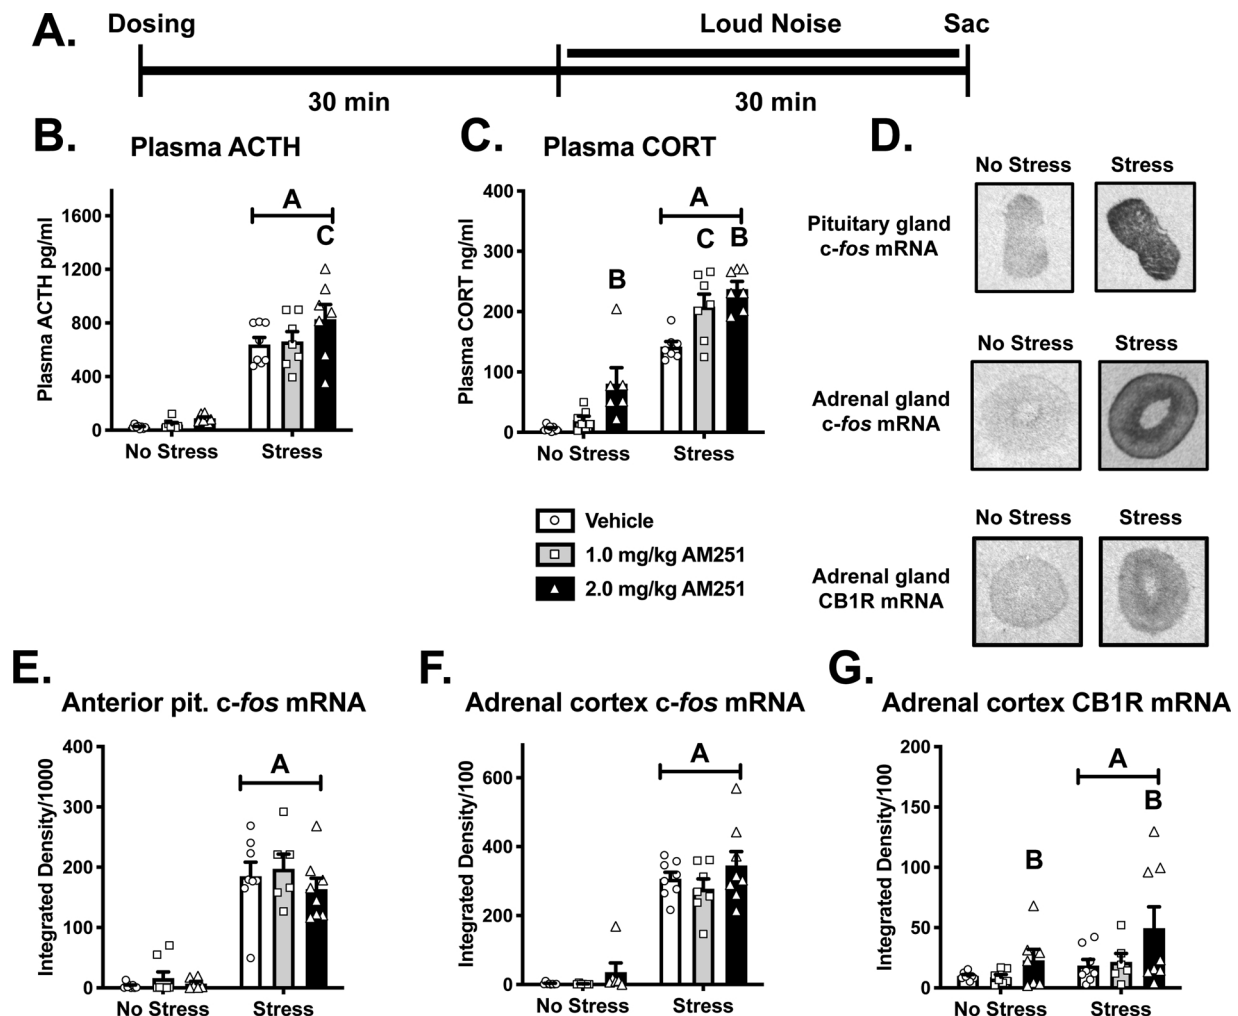 A.
Dosing
Loud Noise
Sac
30 min
30 min
B.
Plasma ACTH
Plasma ACTH pg/ml
1600
1200
800
400
0
A
C
No Stress
Stress
C.
Plasma CORT
Plasma CORT ng/ml
400
300
200
100
0
B
A
C
B
No Stress
Stress
Vehicle
1.0 mg/kg AM251
2.0 mg/kg AM251
D.
No Stress
Stress
Pituitary gland
c-fos mRNA
No Stress
Stress
Adrenal gland
c-fos mRNA
No Stress
Stress
Adrenal gland
CB1R mRNA
E.
Anterior pit. c-fos mRNA
Integrated Density/1000
400
300
200
100
0
A
No Stress
Stress
F.
Adrenal cortex c-fos mRNA
Integrated Density/100
600
400
200
0
A
No Stress
Stress
G.
Adrenal cortex CB1R mRNA
Integrated Density/100
200
150
100
50
0
B
A
B
No Stress
Stress